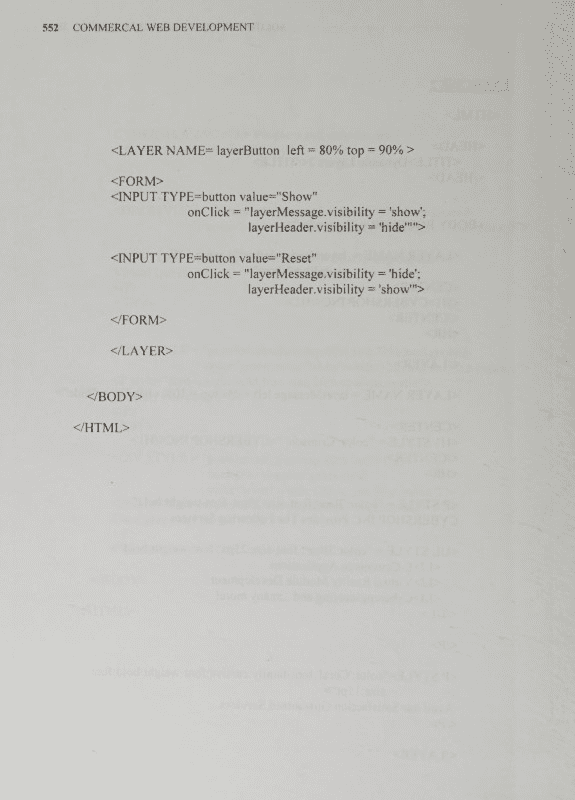 552 COMMERCAL WEB DEVELOPMENT
<LAYER NAME= layerButton left = 80% top = 90% >
<FORM>
<INPUT TYPE=button value="Show"
onClick = "layerMessage.visibility = 'show';
layerHeader.visibility = 'hide'"">
<INPUT TYPE=button value="Reset"
onClick = "layerMessage.visibility = 'hide';
layerHeader.visibility = 'show'">
</FORM>
</LAYER>
</BODY>
</HTML>